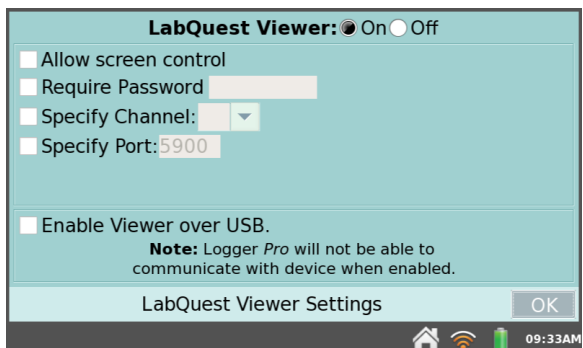 LabQuest Viewer: On Off
Allow screen control
Require Password
Specify Channel:
Specify Port: 5900
Enable Viewer over USB.
Note: Logger Pro will not be able to
communicate with device when enabled.
LabQuest Viewer Settings OK
09:33AM